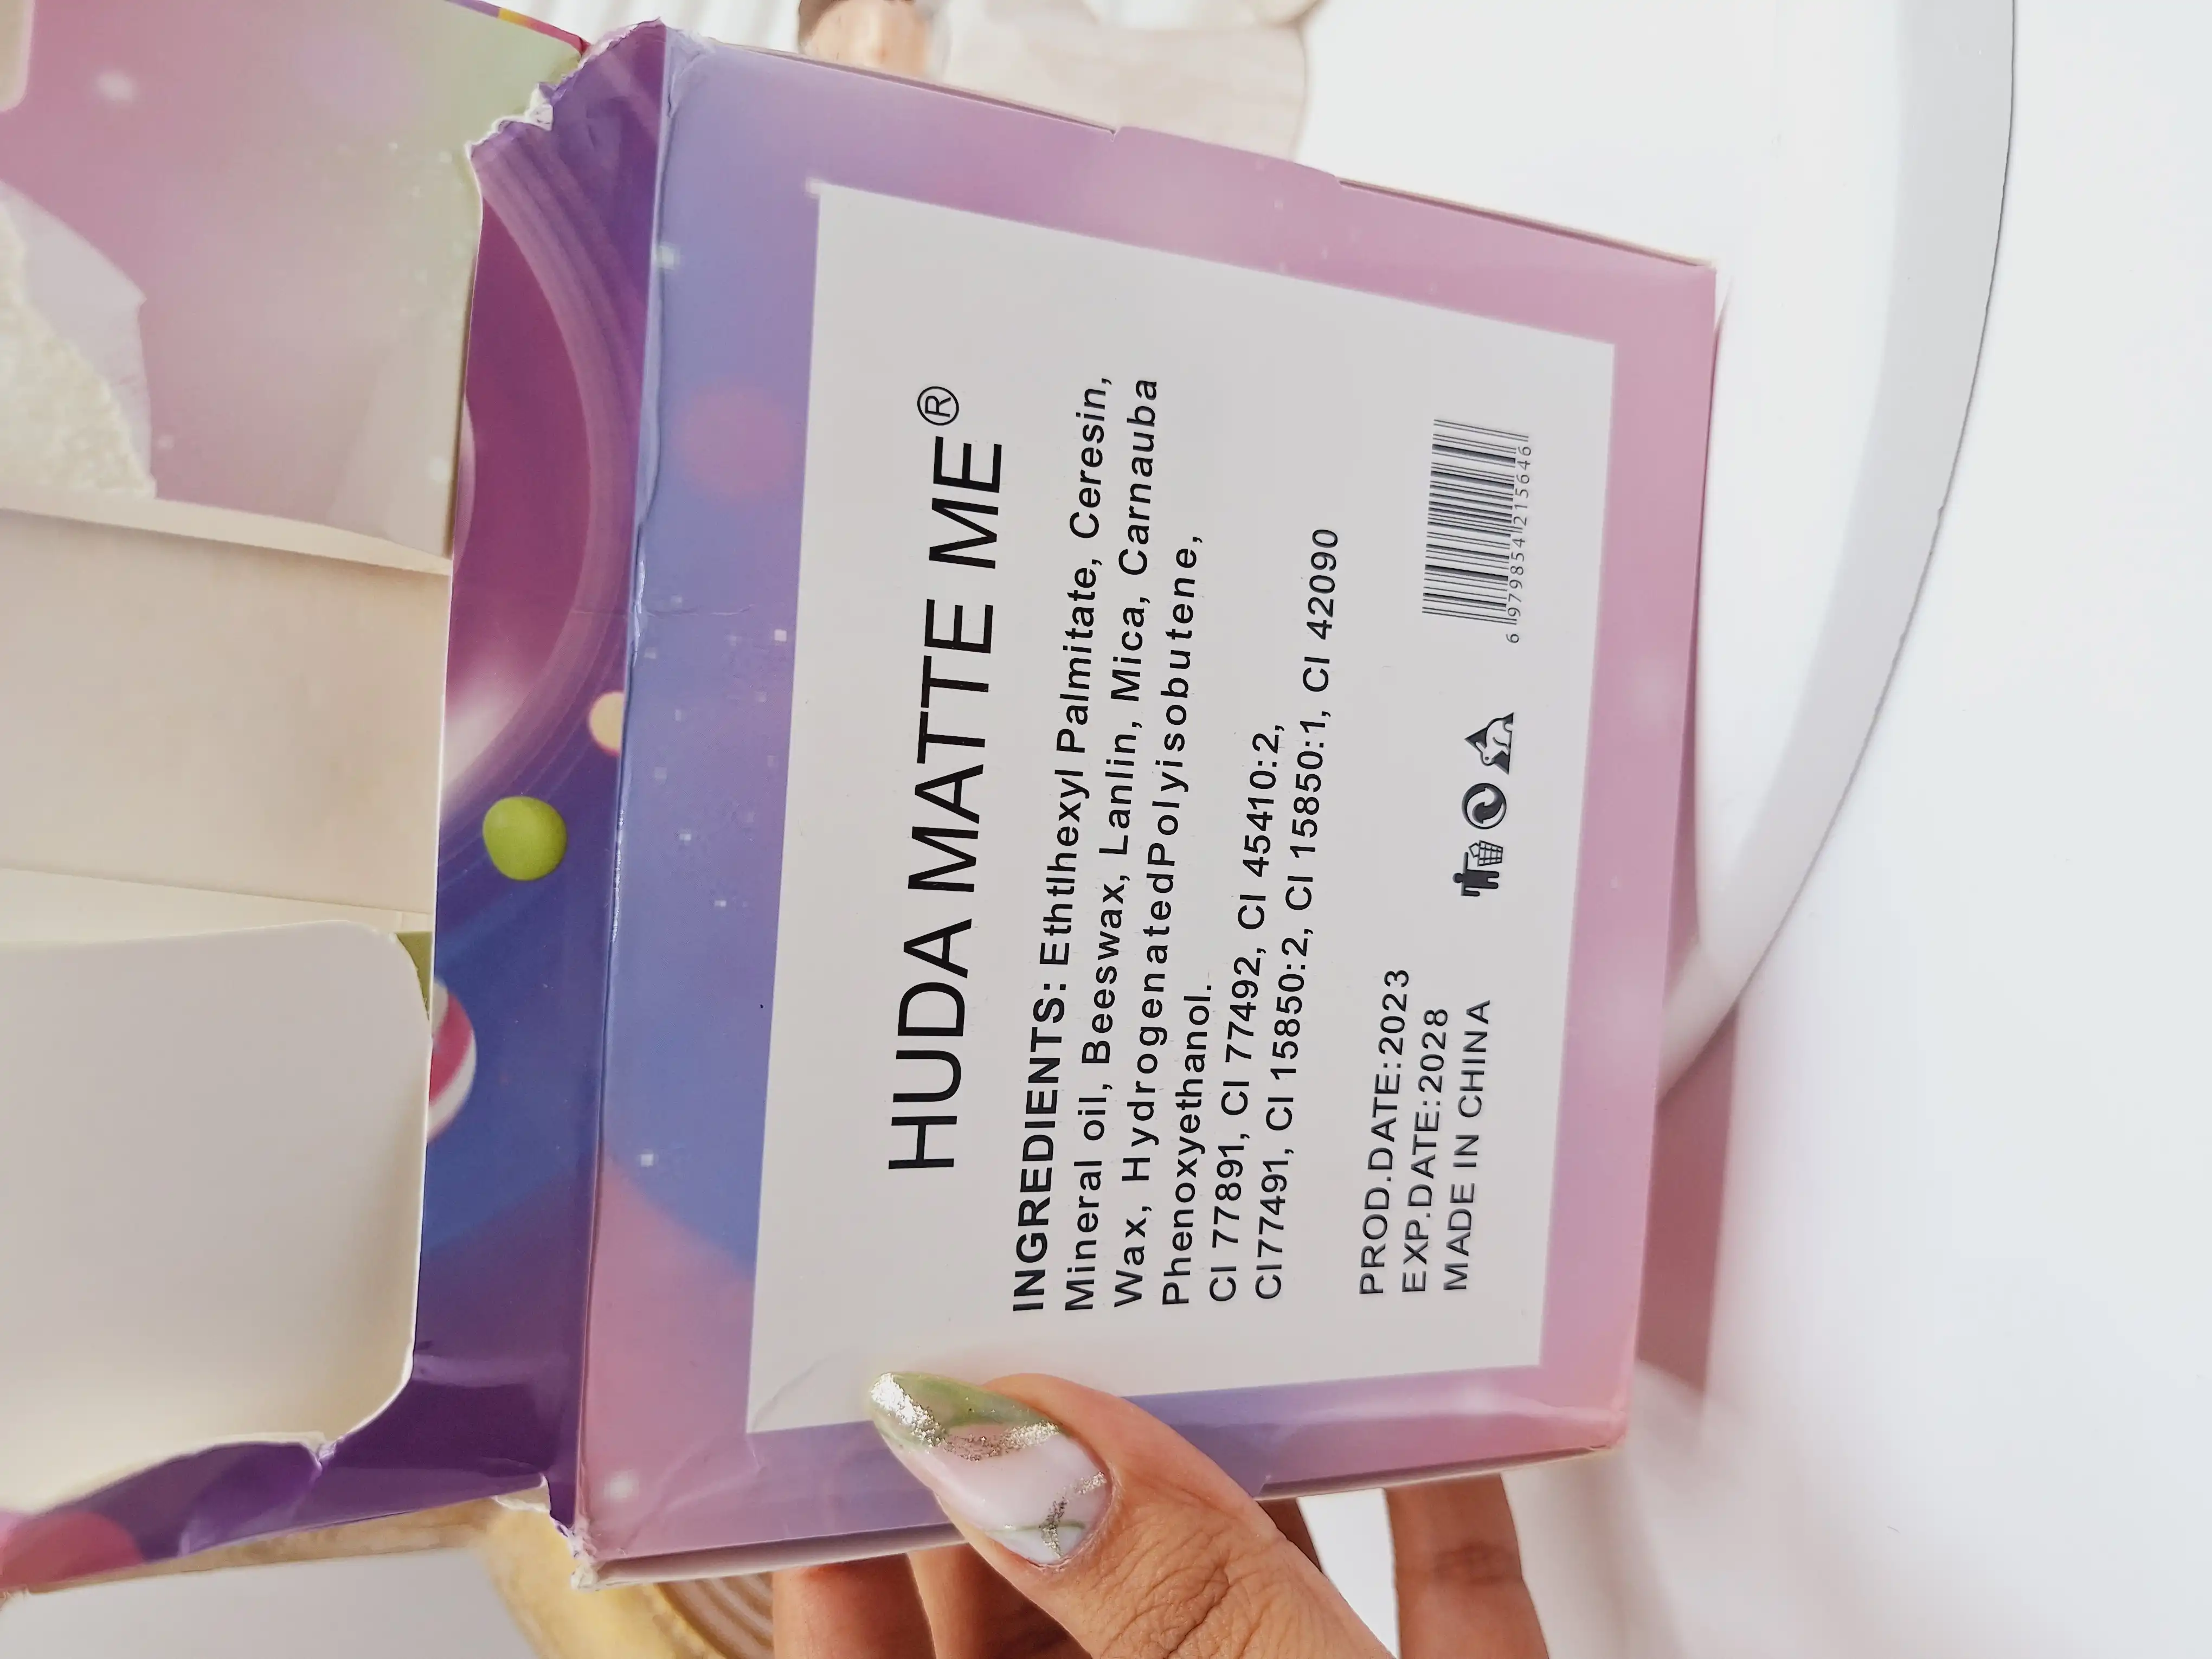 HUDA MATTE ME®
INGREDIENTS: Ethtlhexyl Palmitate, Ceresin,
Mineral oil, Beeswax, Lanlin, Mica, Carnauba
Wax, HydrogenatedPolyisobutene,
Phenoxyethanol.
CI 77891, CI 77492, CI 45410:2,
CI77491, CI 15850:2, CI 15850:1, CI 42090
PROD.DATE:2023
EXP.DATE:2028
MADE IN CHINA
6 979854 215646